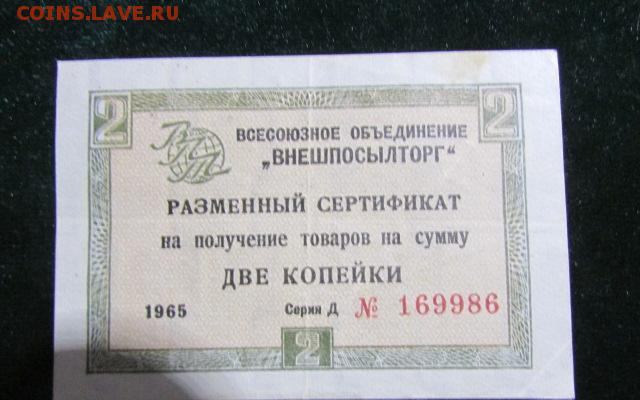 COINS.LAVE.RU
2 2
ВПТ
ВСЕСОЮЗНОЕ ОБЪЕДИНЕНИЕ
„ВНЕШПОСЫЛТОРГ“
РАЗМЕННЫЙ СЕРТИФИКАТ
на получение товаров на сумму
ДВЕ КОПЕЙКИ
1965 Серия Д № 169986
2